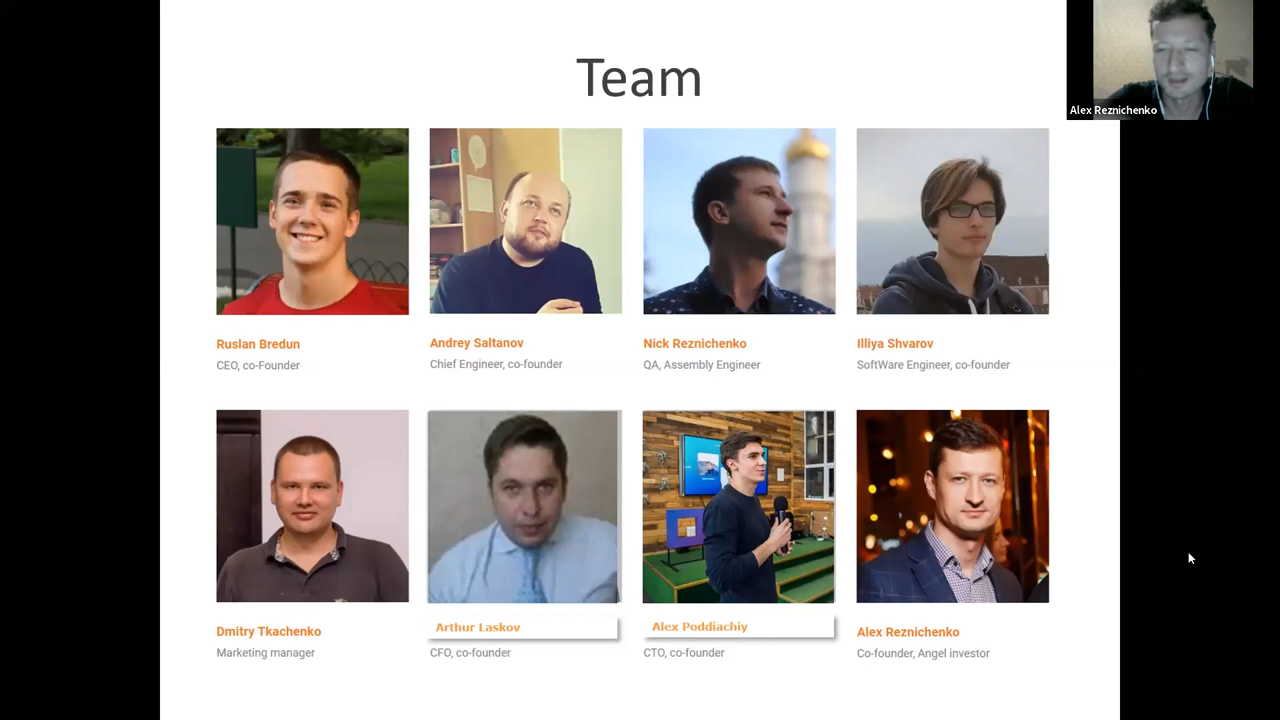 Team
Alex Reznichenko
Ruslan Bredun
CEO, co-Founder
Andrey Saltanov
Chief Engineer, co-founder
Nick Reznichenko
QA, Assembly Engineer
Illiya Shvarov
SoftWare Engineer, co-founder
Dmitry Tkachenko
Marketing manager
Arthur Laskov
CFO, co-founder
Alex Poddiachiy
CTO, co-founder
Alex Reznichenko
Co-founder, Angel investor